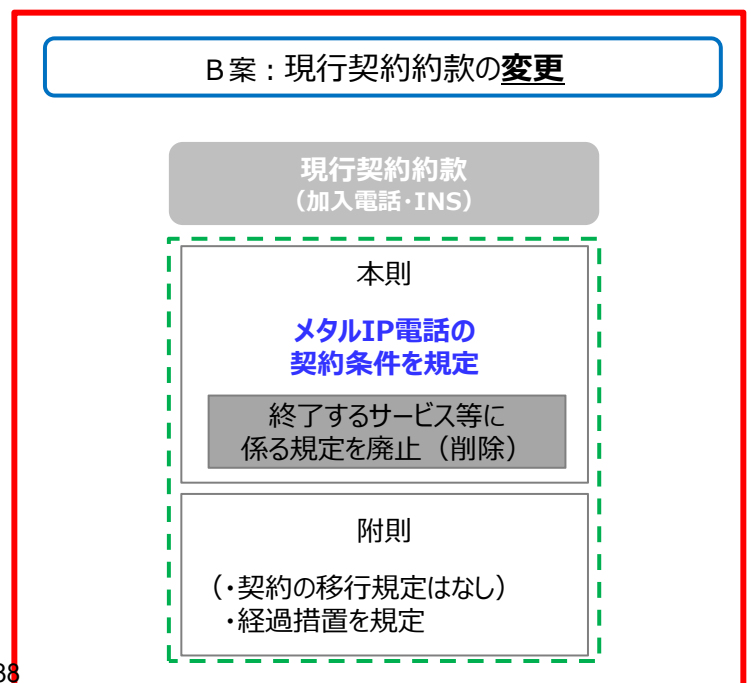 B案：現行契約約款の変更
現行契約約款
（加入電話･INS）
本則
メタルIP電話の
契約条件を規定
終了するサービス等に
係る規定を廃止（削除）
附則
（･契約の移行規定はなし）
･経過措置を規定
38